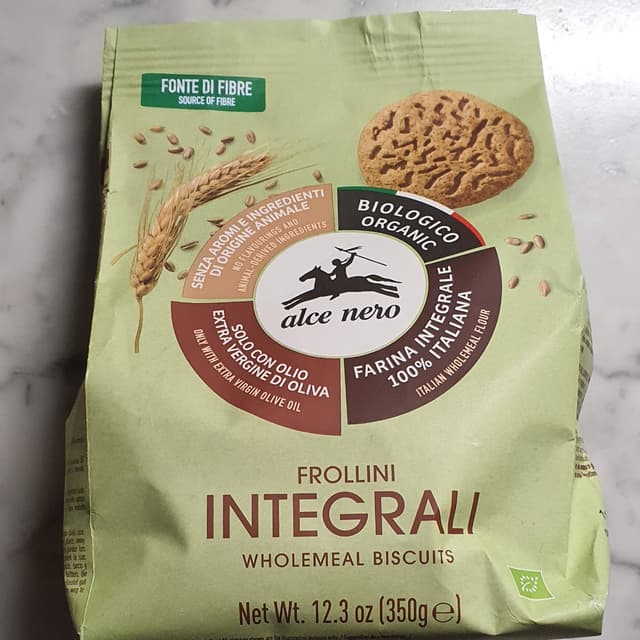 FONTE DI FIBRE
SOURCE OF FIBRE
SENZA AROMI E INGREDIENTI
DI ORIGINE ANIMALE
NO FLAVOURINGS AND
ANIMAL-DERIVED INGREDIENTS
BIOLOGICO
ORGANIC
alce nero
SOLO CON OLIO
EXTRA VERGINE DI OLIVA
ONLY WITH EXTRA VIRGIN OLIVE OIL
FARINA INTEGRALE
100% ITALIANA
ITALIAN WHOLEMEAL FLOUR
FROLLINI
INTEGRALI
WHOLEMEAL BISCUITS
Net Wt. 12.3 oz (350g℮)